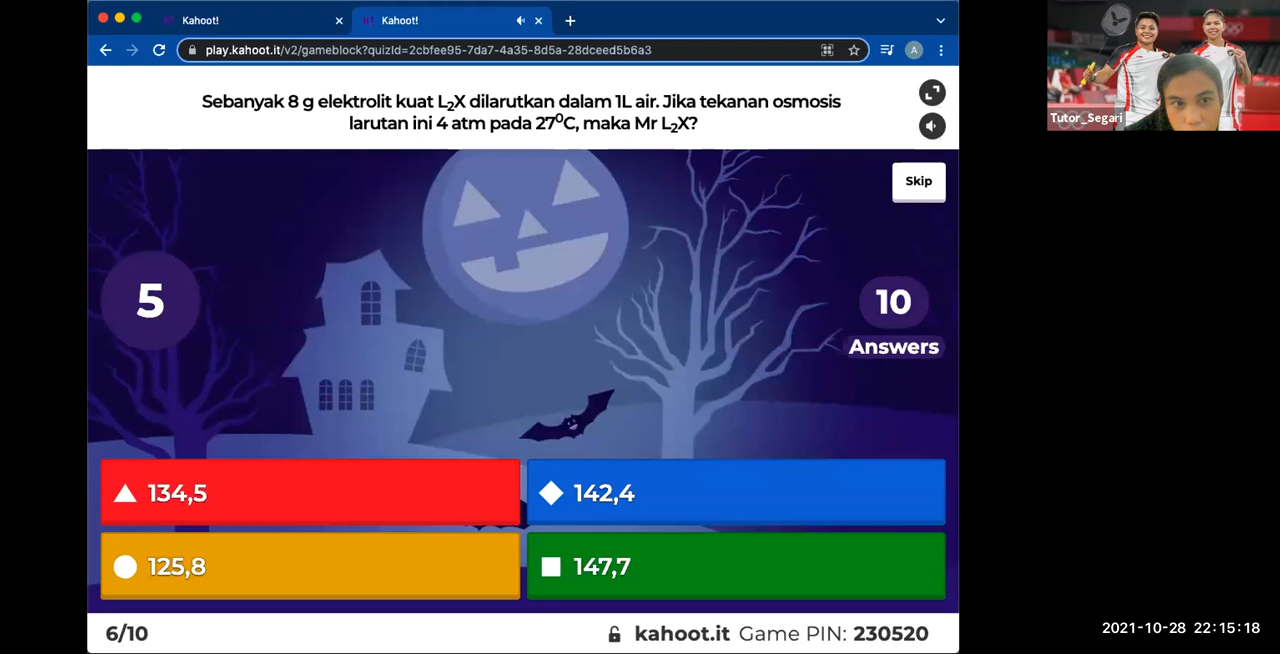 Kahoot!
Kahoot!
play.kahoot.it/v2/gameblock?quizId=2cbfee95-7da7-4a35-8d5a-28dceed5b6a3
A
Sebanyak 8 g elektrolit kuat L₂X dilarutkan dalam 1L air. Jika tekanan osmosis
larutan ini 4 atm pada 27⁰C, maka Mr L₂X?
Skip
5
10
Answers
134,5
142,4
125,8
147,7
6/10
kahoot.it Game PIN: 230520
Tutor_Segari
2021-10-28 22:15:18